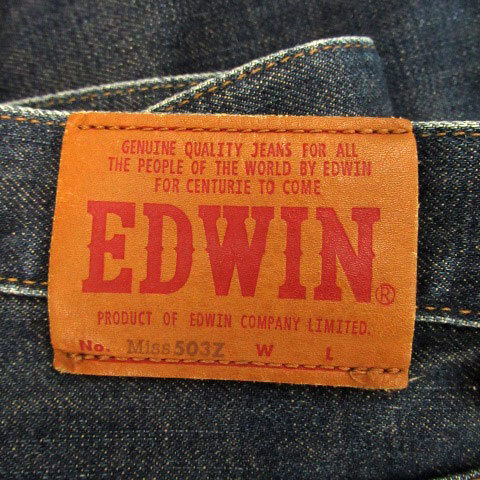 GENUINE QUALITY JEANS FOR ALL
THE PEOPLE OF THE WORLD BY EDWIN
FOR CENTURIE TO COME
EDWIN®
PRODUCT OF EDWIN COMPANY LIMITED.
No. Miss503Z W L